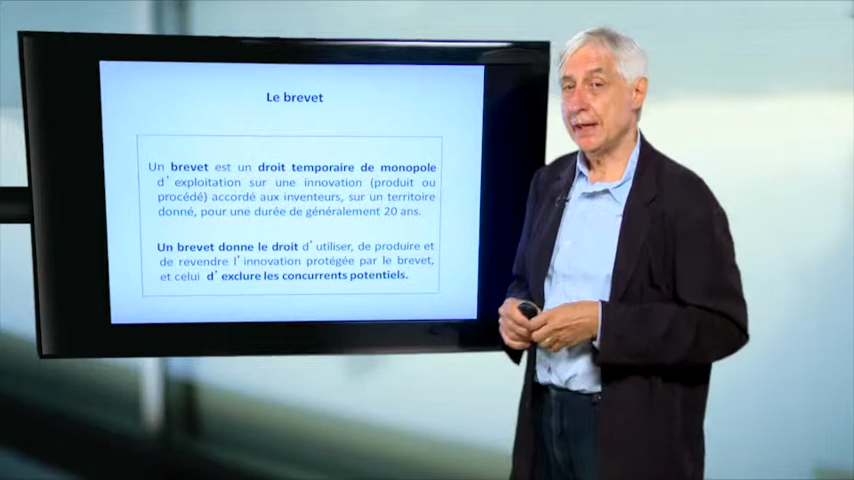 Le brevet
Un brevet est un droit temporaire de monopole
d'exploitation sur une innovation (produit ou
procédé) accordé aux inventeurs, sur un territoire
donné, pour une durée de généralement 20 ans.
Un brevet donne le droit d'utiliser, de produire et
de revendre l'innovation protégée par le brevet,
et celui d'exclure les concurrents potentiels.